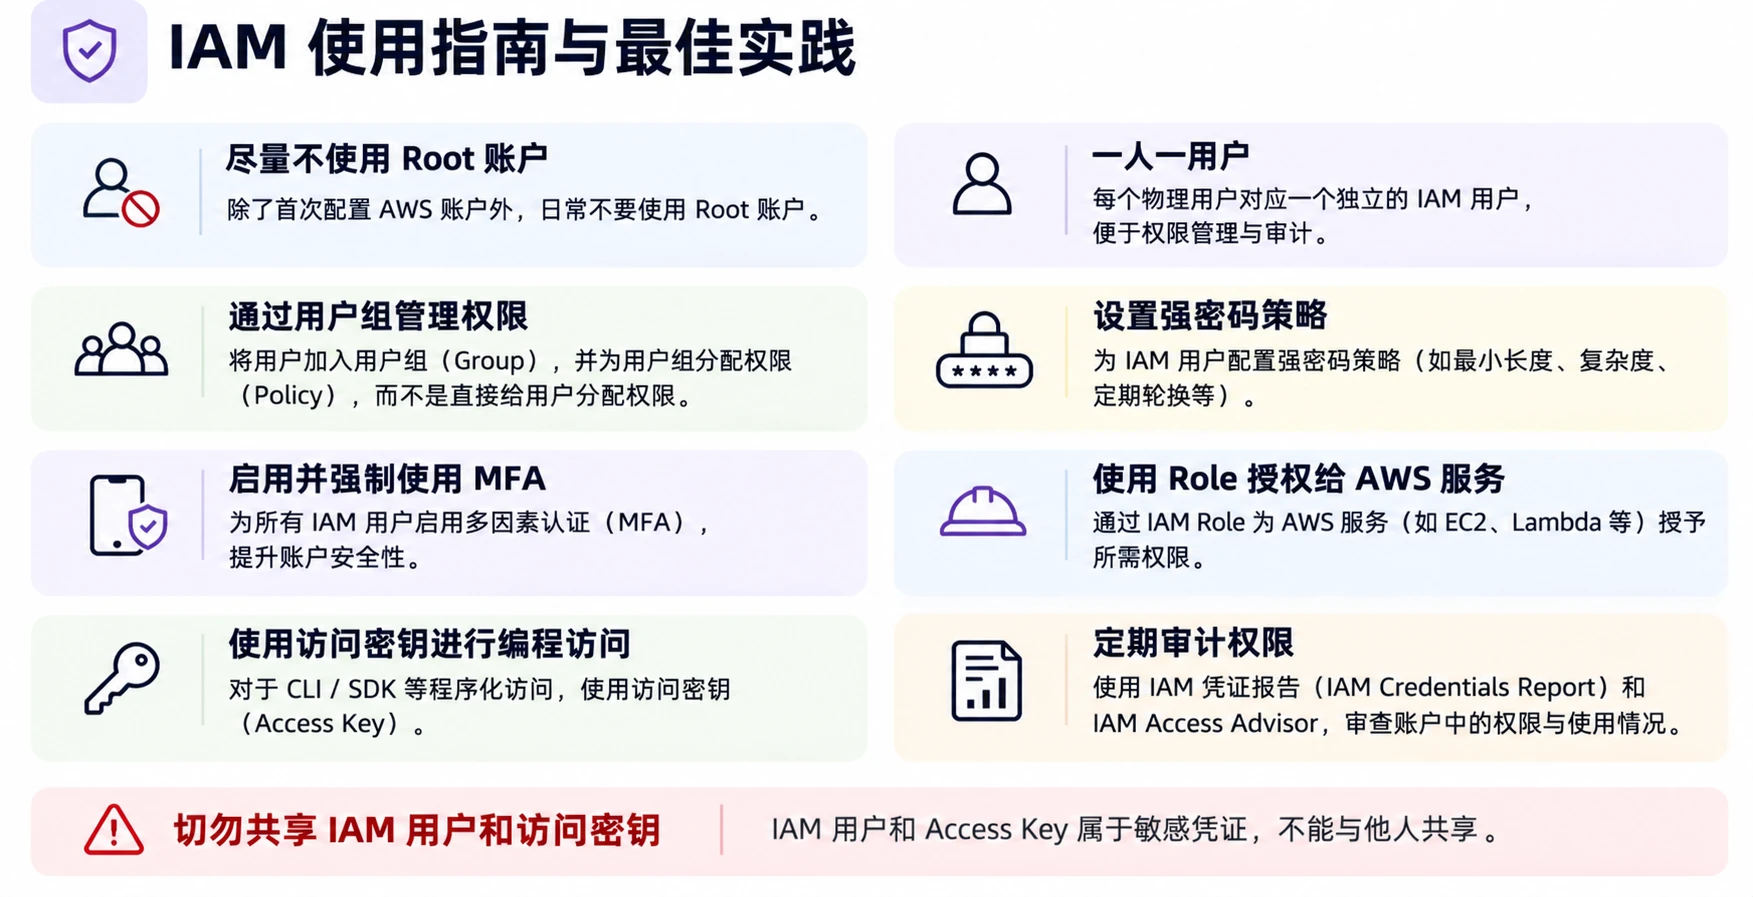 IAM 使用指南与最佳实践
尽量不使用 Root 账户
除了首次配置 AWS 账户外，日常不要使用 Root 账户。
一人一用户
每个物理用户对应一个独立的 IAM 用户，
便于权限管理与审计。
通过用户组管理权限
将用户加入用户组（Group），并为用户组分配权限
（Policy），而不是直接给用户分配权限。
设置强密码策略
为 IAM 用户配置强密码策略（如最小长度、复杂度、
定期轮换等）。
****
启用并强制使用 MFA
为所有 IAM 用户启用多因素认证（MFA），
提升账户安全性。
使用 Role 授权给 AWS 服务
通过 IAM Role 为 AWS 服务（如 EC2、Lambda 等）授予
所需权限。
使用访问密钥进行编程访问
对于 CLI / SDK 等程序化访问，使用访问密钥
（Access Key）。
定期审计权限
使用 IAM 凭证报告（IAM Credentials Report）和
IAM Access Advisor，审查账户中的权限与使用情况。
切勿共享 IAM 用户和访问密钥
IAM 用户和 Access Key 属于敏感凭证，不能与他人共享。